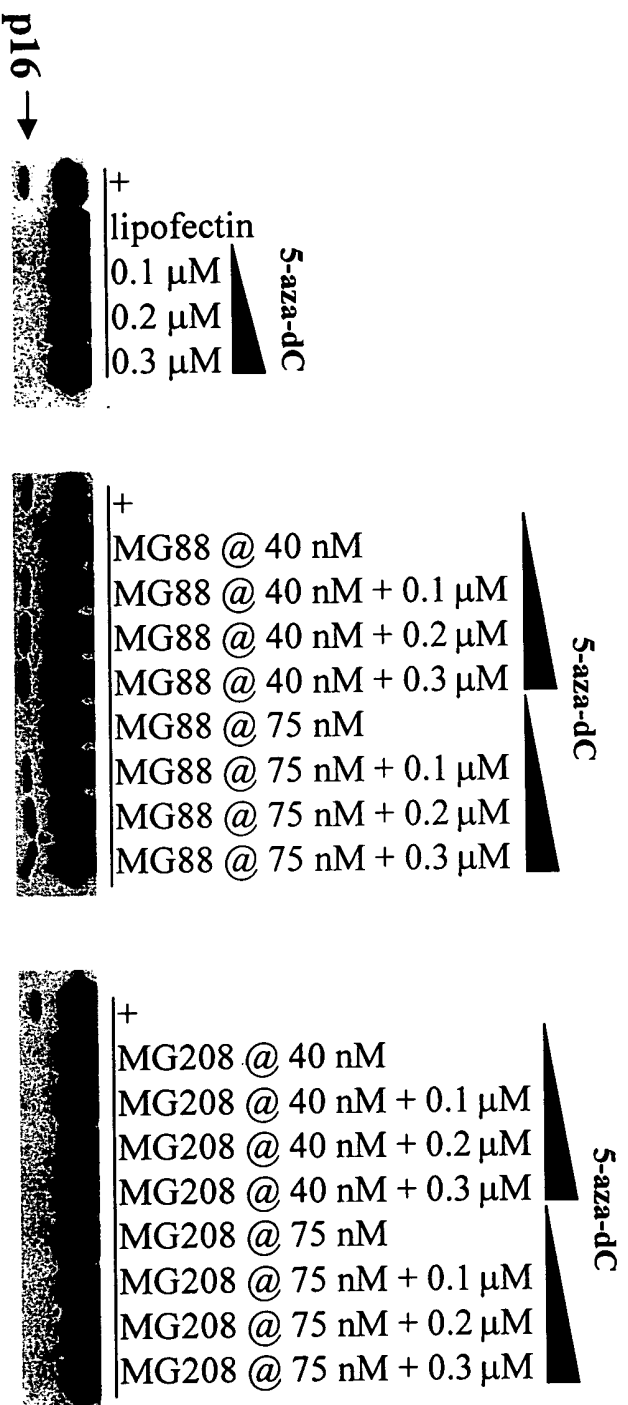 p16 →
+
lipofectin
0.1 µM
0.2 µM
0.3 µM
5-aza-dC
+
MG88 @ 40 nM
MG88 @ 40 nM + 0.1 µM
MG88 @ 40 nM + 0.2 µM
MG88 @ 40 nM + 0.3 µM
MG88 @ 75 nM
MG88 @ 75 nM + 0.1 µM
MG88 @ 75 nM + 0.2 µM
MG88 @ 75 nM + 0.3 µM
5-aza-dC
+
MG208 @ 40 nM
MG208 @ 40 nM + 0.1 µM
MG208 @ 40 nM + 0.2 µM
MG208 @ 40 nM + 0.3 µM
MG208 @ 75 nM
MG208 @ 75 nM + 0.1 µM
MG208 @ 75 nM + 0.2 µM
MG208 @ 75 nM + 0.3 µM
5-aza-dC